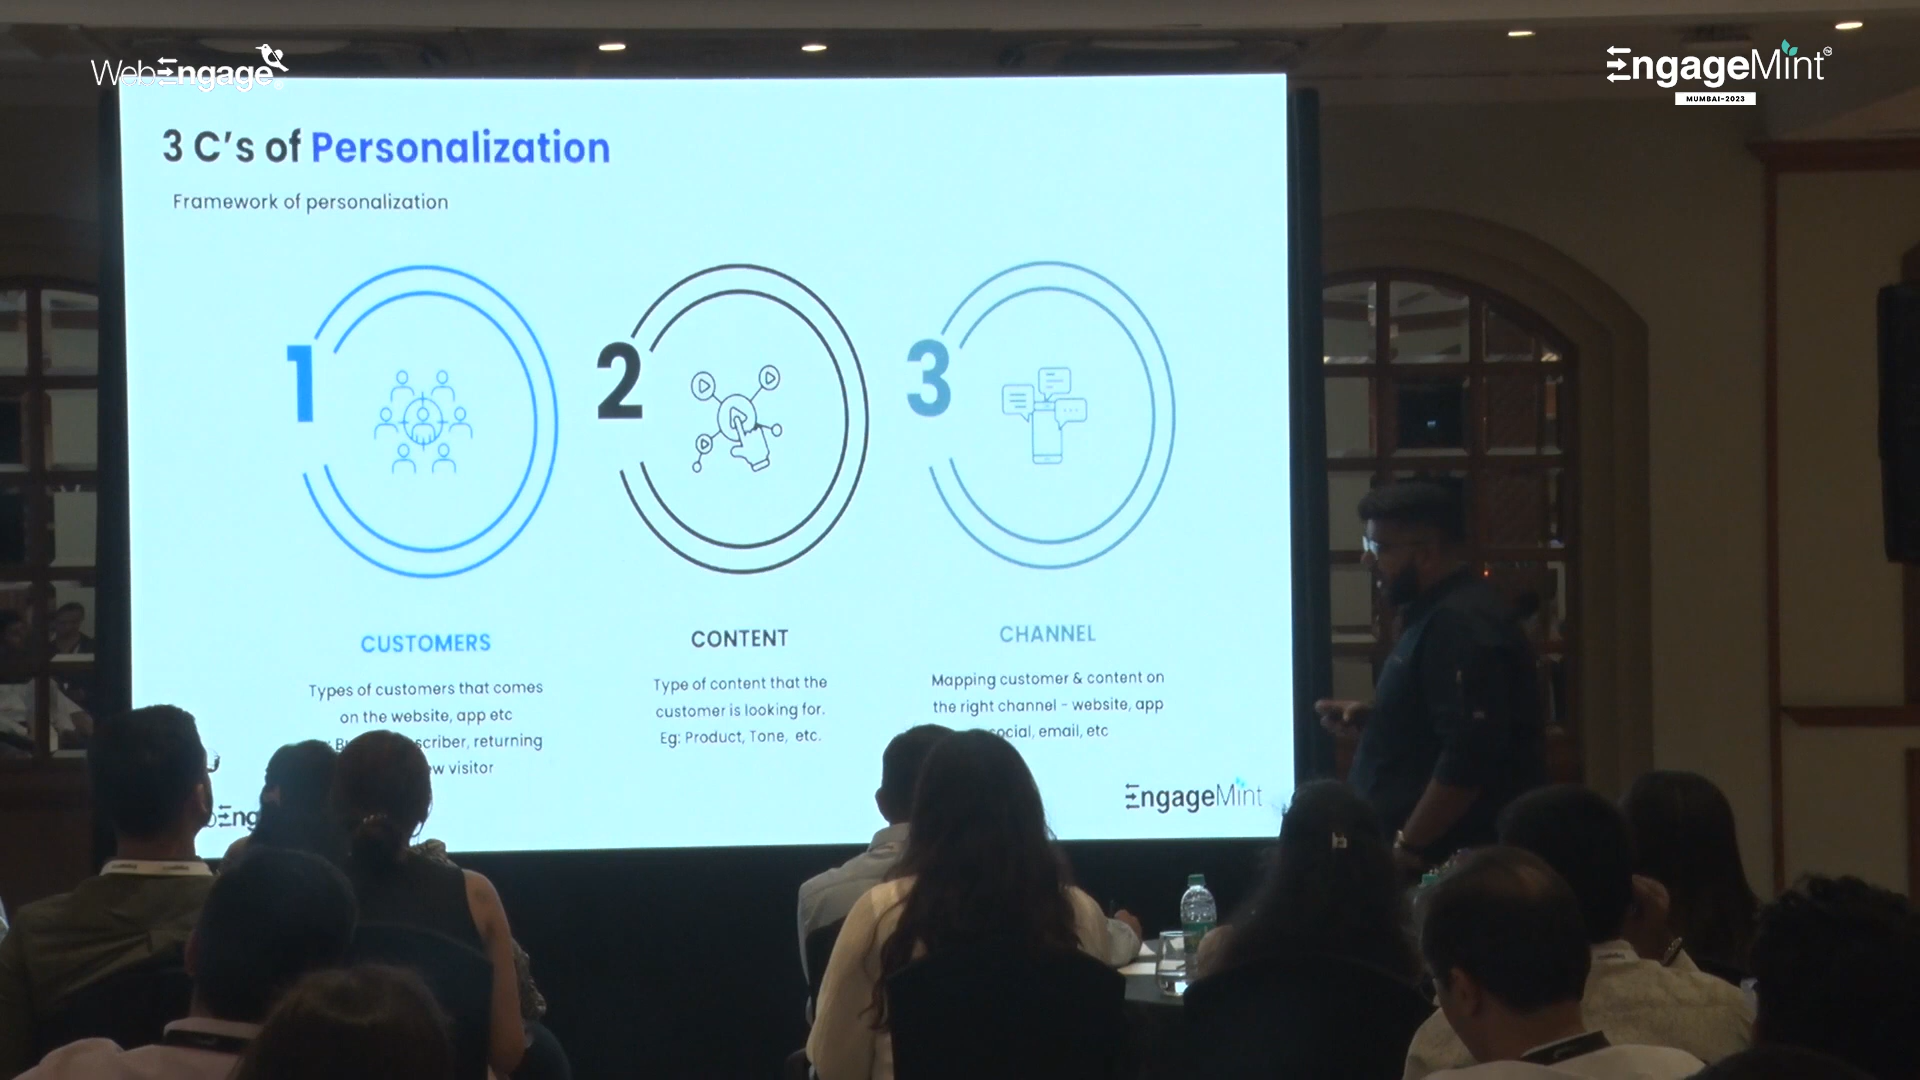 WebEngage
EngageMint
MUMBAI-2023
3 C's of Personalization
Framework of personalization
1
2
3
CUSTOMERS
Types of customers that comes
on the website, app etc
scriber, returning
visitor
CONTENT
Type of content that the
customer is looking for.
Eg: Product, Tone, etc.
CHANNEL
Mapping customer & content on
the right channel - website, app
social, email, etc
EngageMint